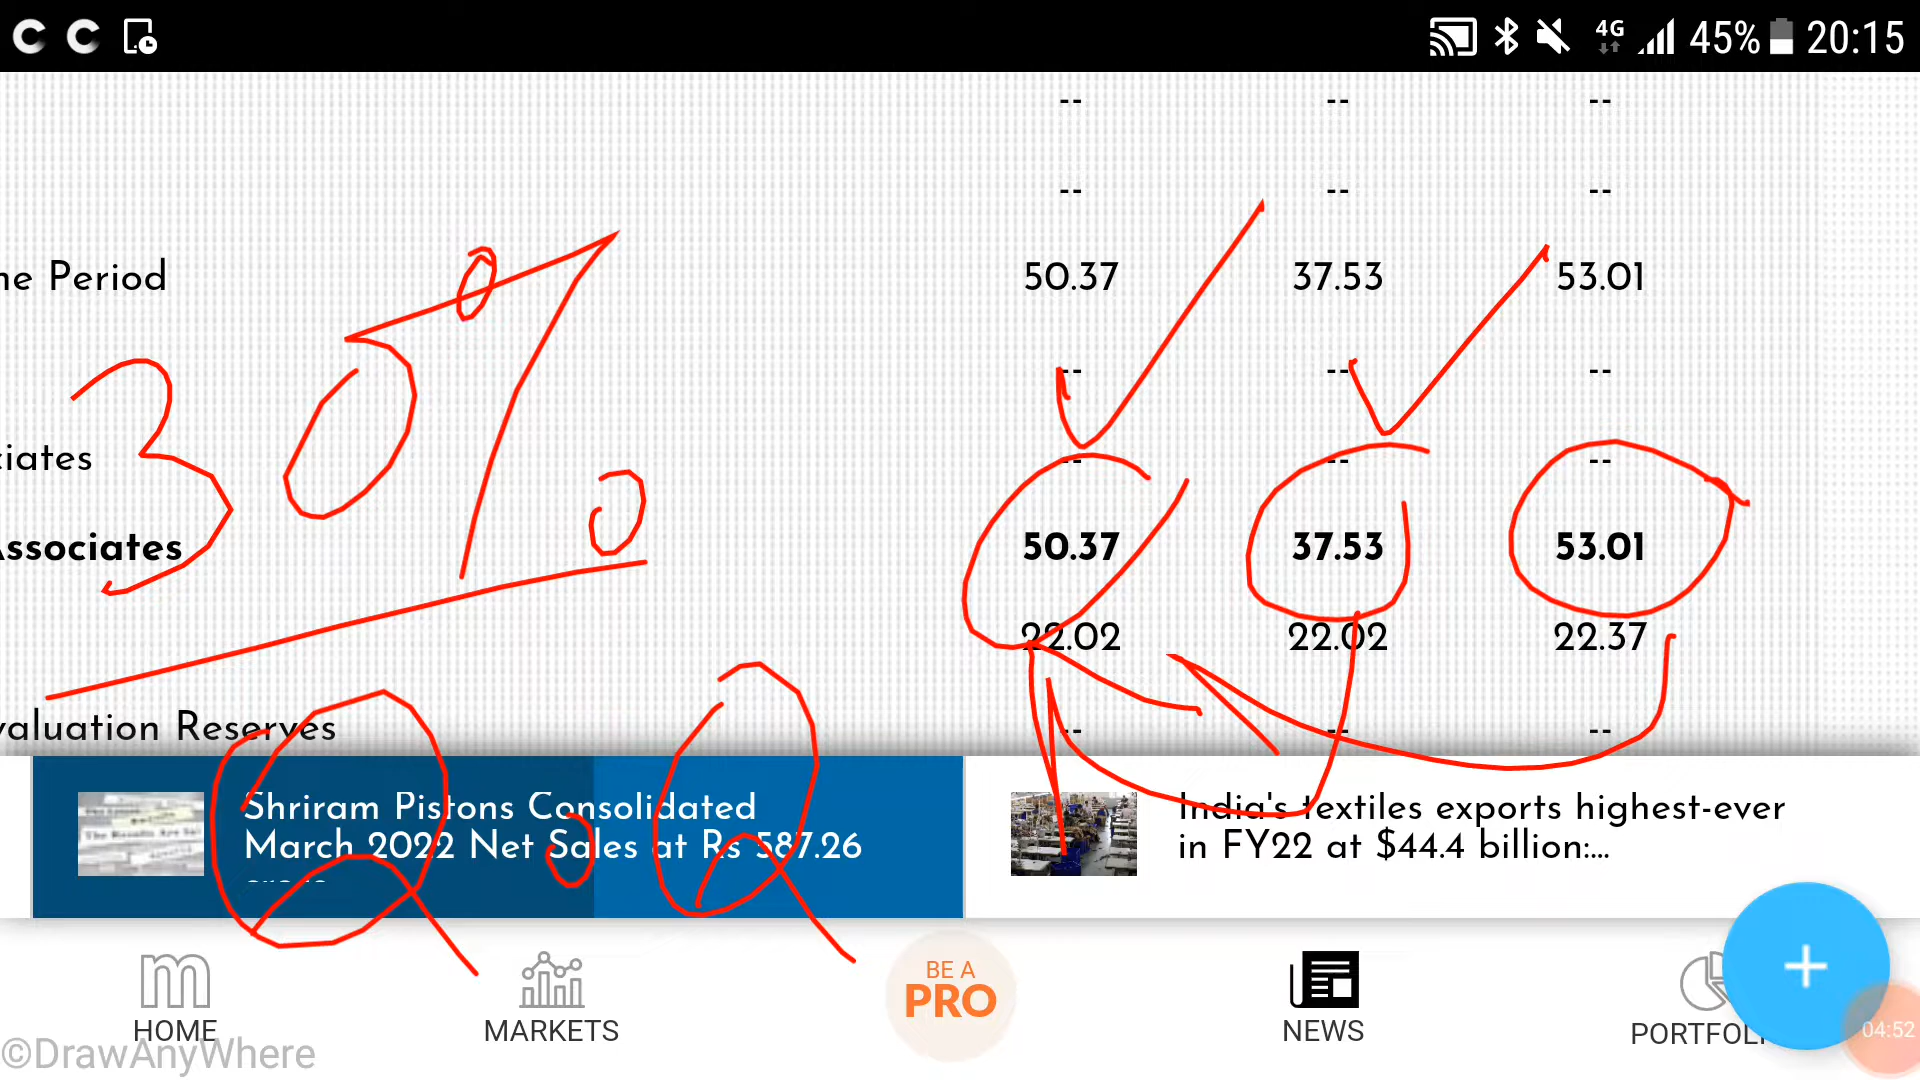 4G 45% 20:15
-- -- --
-- -- --
ne Period 50.37 37.53 53.01
-- -- --
ciates -- -- --
Associates 50.37 37.53 53.01
22.02 22.02 22.37
valuation Reserves -- -- --
30%
Q.Q
Shriram Pistons Consolidated
March 2022 Net Sales at Rs 587.26
India's textiles exports highest-ever
in FY22 at $44.4 billion:...
m
BE A
PRO
HOME MARKETS NEWS PORTFOLI
+
04:52
©DrawAnyWhere